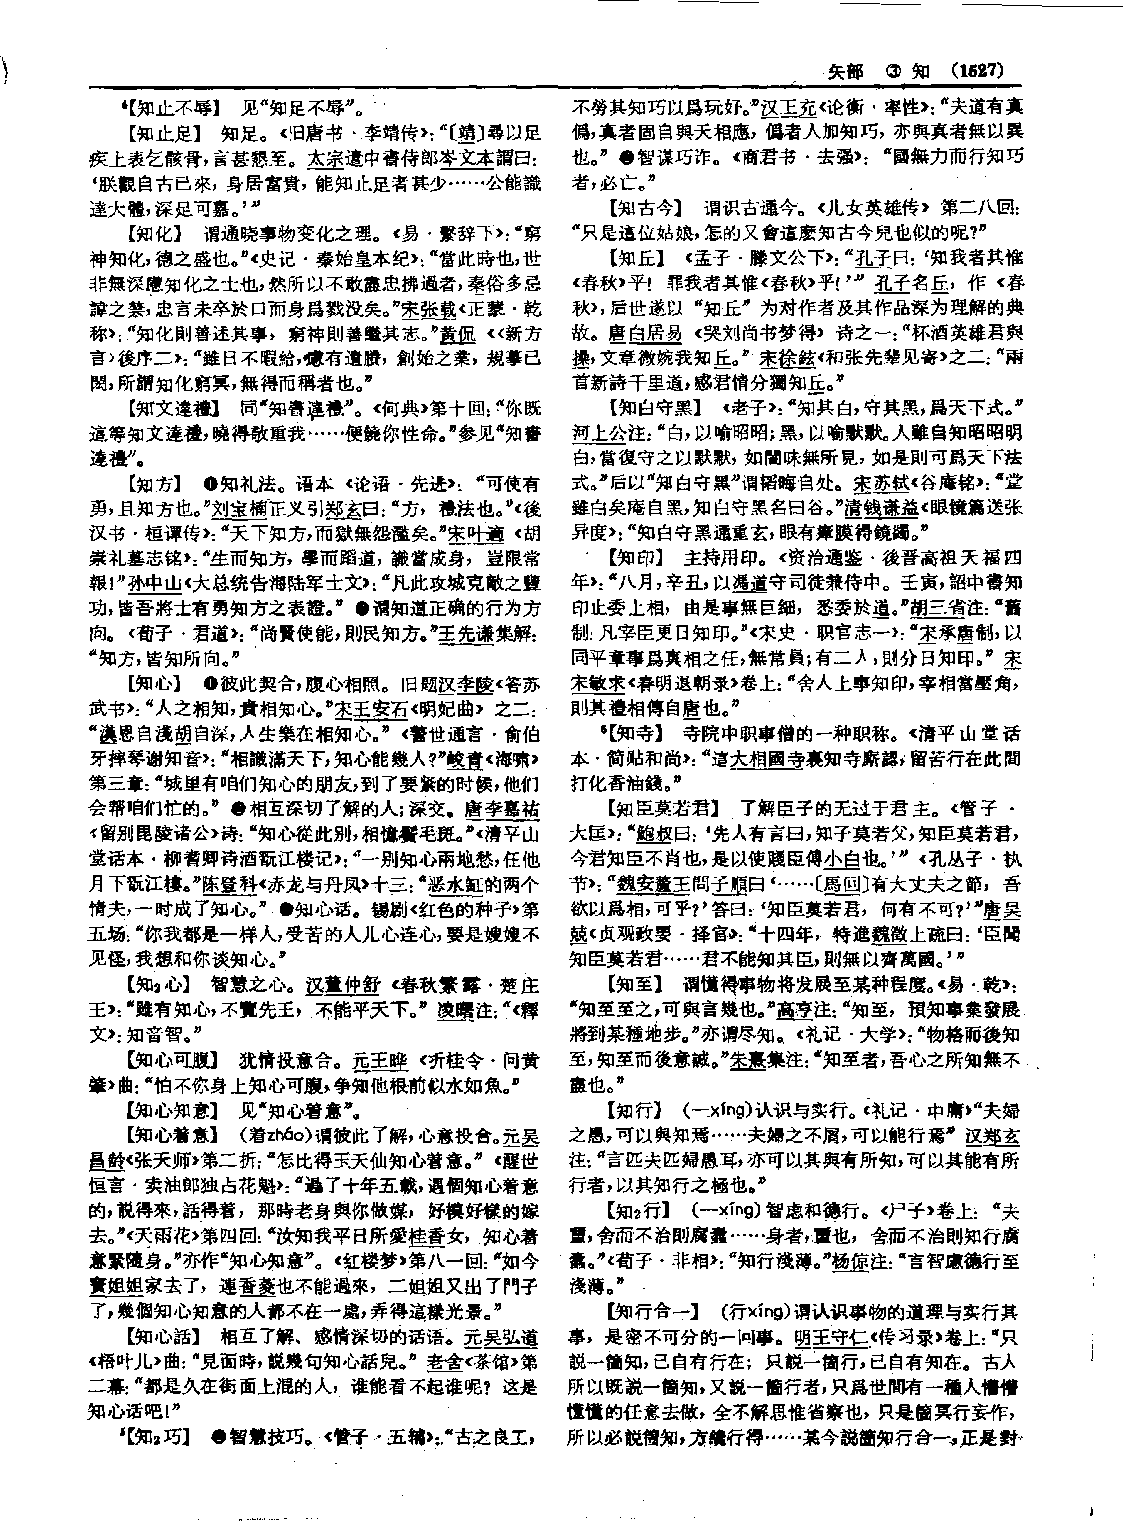 矢部 ③ 知 (1527)
*【知止不辱】 见“知足不辱”。
【知止足】 知足。《旧唐书·李靖传》:“〔靖〕尋以足
疾上表乞骸骨,言甚懇至。太宗遣中書侍郎岑文本謂曰:
‘朕觀自古已來,身居富貴,能知止足者甚少……公能識
達大體,深足可嘉。’”
【知化】 谓通晓事物变化之理。《易·繫辞下》:“窮
神知化,德之盛也。”《史记·秦始皇本纪》:“當此時也,世
非無深慮知化之士也,然所以不敢盡忠拂過者,秦俗多忌
諱之禁,忠言未卒於口而身爲戮没矣。”宋张载《正蒙·乾
称》:“知化則善述其事,窮神則善繼其志。”黄侃《〈新方
言〉後序二》:“雖日不暇給,儻有遺賸,創始之業,規摹已
閎,所謂知化窮冥,無得而稱者也。”
【知文達禮】 同“知書達禮”。《何典》第十回:“你既
這等知文達禮,曉得敬重我……便饒你性命。”参见“知書
達禮”。
【知方】 ❶知礼法。语本《论语·先进》:“可使有
勇,且知方也。”刘宝楠正义引郑玄曰:“方,禮法也。”《後
汉书·桓谭传》:“天下知方,而獄無怨濫矣。”宋叶適《胡
崇礼墓志铭》:“生而知方,學而蹈道,識當成身,豈限常
報!”孙中山《大总统告海陆军士文》:“凡此攻城克敵之豐
功,皆吾將士有勇知方之表證。” ❷谓知道正确的行为方
向。《荀子·君道》:“尚賢使能,則民知方。”王先谦集解:
“知方,皆知所向。”
【知心】 ❶彼此契合,腹心相照。旧题汉李陵《答苏
武书》:“人之相知,貴相知心。”宋王安石《明妃曲》之二:
“漢恩自淺胡自深,人生樂在相知心。”《警世通言·俞伯
牙摔琴谢知音》:“相識滿天下,知心能幾人?”峻青《海啸》
第三章:“城里有咱们知心的朋友,到了要紧的时候,他们
会帮咱们忙的。” ❷相互深切了解的人;深交。唐李嘉祐
《留别毘陵诸公》诗:“知心從此别,相憶鬢毛斑。”《清平山
堂话本·柳耆卿诗酒翫江楼记》:“一别知心兩地愁,任他
月下翫江樓。”陈登科《赤龙与丹凤》十三:“恶水缸的两个
情夫,一时成了知心。” ❸知心话。锡剧《红色的种子》第
五场:“你我都是一样人,受苦的人儿心连心,要是嫂嫂不
见怪,我想和你谈知心。”
【知2心】 智慧之心。汉董仲舒《春秋繁露·楚庄
王》:“雖有知心,不覽先王,不能平天下。”凌曙注:“《釋
文》:知音智。”
【知心可腹】 犹情投意合。元王晔《折桂令·问黄
肇》曲:“怕不你身上知心可腹,争知他根前似水如魚。”
【知心知意】 见“知心着意”。
【知心着意】 (着zháo)谓彼此了解,心意投合。元吴
昌龄《张天师》第二折:“怎比得玉天仙知心着意。”《醒世
恒言·卖油郎独占花魁》:“過了十年五載,遇個知心着意
的,説得來,話得着,那時老身與你做媒,好模好樣的嫁
去。”《天雨花》第四回:“汝知我平日所愛桂香女,知心着
意緊隨身。”亦作“知心知意”。《红楼梦》第八一回:“如今
寳姐姐家去了,連香菱也不能過來,二姐姐又出了門子
了,幾個知心知意的人都不在一處,弄得這樣光景。”
【知心話】 相互了解、感情深切的话语。元吴弘道
《梧叶儿》曲:“見面時,説幾句知心話兒。”老舍《茶馆》第
二幕:“都是久在街面上混的人,谁能看不起谁呢?这是
知心话吧!”
*【知2巧】 ❶智慧技巧。《管子·五辅》:“古之良工,
不勞其知巧以爲玩好。”汉王充《论衡·率性》:“夫道有真
僞,真者固自與天相應,僞者人加知巧,亦與真者無以異
也。” ❷智谋巧诈。《商君书·去强》:“國無力而行知巧
者,必亡。”
【知古今】 谓识古通今。《儿女英雄传》第二八回:
“只是這位姑娘,怎的又會這麽知古今兒也似的呢?”
【知丘】 《孟子·滕文公下》:“孔子曰:‘知我者其惟
《春秋》乎!罪我者其惟《春秋》乎!’” 孔子名丘,作《春
秋》,后世遂以“知丘”为对作者及其作品深为理解的典
故。唐白居易《哭刘尚书梦得》诗之一:“杯酒英雄君與
操,文章微婉我知丘。” 宋徐铉《和张先辈见寄》之二:“兩
首新詩千里道,感君情分獨知丘。”
【知白守黑】 《老子》:“知其白,守其黑,爲天下式。”
河上公注:“白,以喻昭昭;黑,以喻默默。人雖自知昭昭明
白,當復守之以默默,如闇昧無所見,如是則可爲天下法
式。”后以“知白守黑”谓韬晦自处。宋苏轼《谷庵铭》:“堂
雖白矣庵自黑,知白守黑名曰谷。”清钱谦益《眼镜篇送张
异度》:“知白守黑通重玄,眼有瘴膜得鐫鐲。”
【知印】 主持用印。《资治通鉴·後晋高祖天福四
年》:“八月,辛丑,以馮道守司徒兼侍中。壬寅,詔中書知
印止委上相,由是事無巨細,悉委於道。”胡三省注:“舊
制:凡宰臣更日知印。”《宋史·职官志一》:“宋承唐制,以
同平章事爲真相之任,無常員;有二人,則分日知印。”宋
宋敏求《春明退朝录》卷上:“舍人上事知印,宰相當壓角,
則其禮相傳自唐也。”
*【知寺】 寺院中职事僧的一种职称。《清平山堂话
本·简贴和尚》:“這大相國寺裏知寺廝認,留苦行在此間
打化香油錢。”
【知臣莫若君】 了解臣子的无过于君主。《管子·
大匡》:“鮑叔曰:‘先人有言曰,知子莫若父,知臣莫若君,
今君知臣不肖也,是以使賤臣傅小白也。’”《孔丛子·执
节》:“魏安釐王問子順曰‘……〔馬回〕有大丈夫之節,吾
欲以爲相,可乎?’答曰:‘知臣莫若君,何有不可?’”唐吴
兢《贞观政要·择官》:“十四年,特進魏徵上疏曰:‘臣聞
知臣莫若君……君不能知其臣,則無以齊萬國。’”
【知至】 谓懂得事物将发展至某种程度。《易·乾》:
“知至至之,可與言幾也。”高亨注:“知至,預知事業發展
將到某種地步。”亦谓尽知。《礼记·大学》:“物格而後知
至,知至而後意誠。”朱熹集注:“知至者,吾心之所知無不
盡也。”
【知行】 (—xíng)认识与实行。《礼记·中庸》“夫婦
之愚,可以與知焉……夫婦之不肖,可以能行焉” 汉郑玄
注:“言匹夫匹婦愚耳,亦可以其與有所知,可以其能有所
行者,以其知行之極也。”
【知2行】 (—xíng)智虑和德行。《尸子》卷上:“夫
繭,舍而不治則腐蠹……身者,繭也,舍而不治則知行腐
蠹。”《荀子·非相》:“知行淺薄。”杨倞注:“言智慮德行至
淺薄。”
【知行合一】 (行xíng)谓认识事物的道理与实行其
事,是密不可分的一回事。明王守仁《传习录》卷上:“只
説一箇知,已自有行在;只説一箇行,已自有知在。古人
所以既説一箇知,又説一箇行者,只爲世間有一種人懵懵
懂懂的任意去做,全不解思惟省察也,只是箇冥行妄作,
所以必説箇知,方纔行得……某今説箇知行合一,正是對